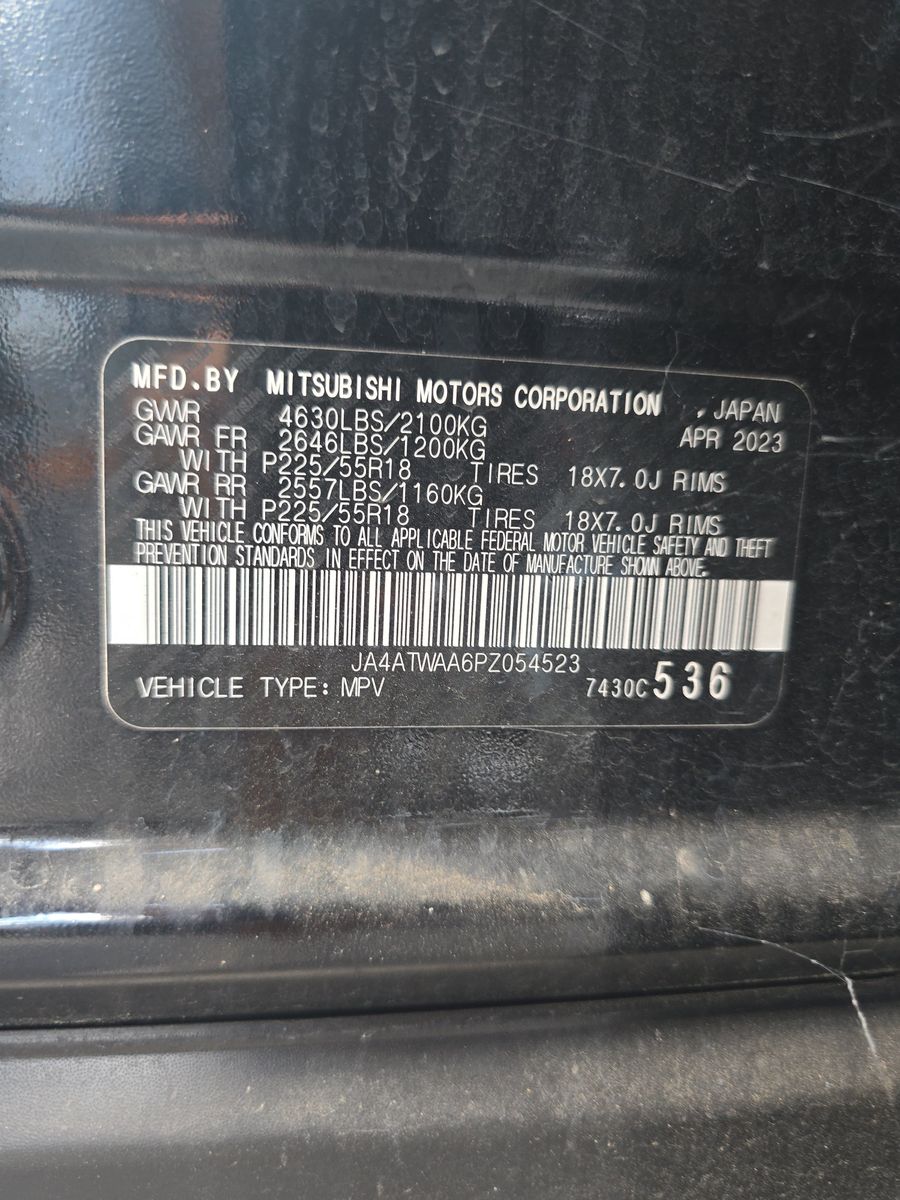 MFD.BY MITSUBISHI MOTORS CORPORATION , JAPAN
GVWR 4630LBS/2100KG APR 2023
GAWR FR 2646LBS/1200KG
WITH P225/55R18 TIRES 18X7.0J RIMS
GAWR RR 2557LBS/1160KG
WITH P225/55R18 TIRES 18X7.0J RIMS
THIS VEHICLE CONFORMS TO ALL APPLICABLE FEDERAL MOTOR VEHICLE SAFETY AND THEFT
PREVENTION STANDARDS IN EFFECT ON THE DATE OF MANUFACTURE SHOWN ABOVE.
JA4ATWAA6PZ054523
VEHICLE TYPE: MPV 7430C 536